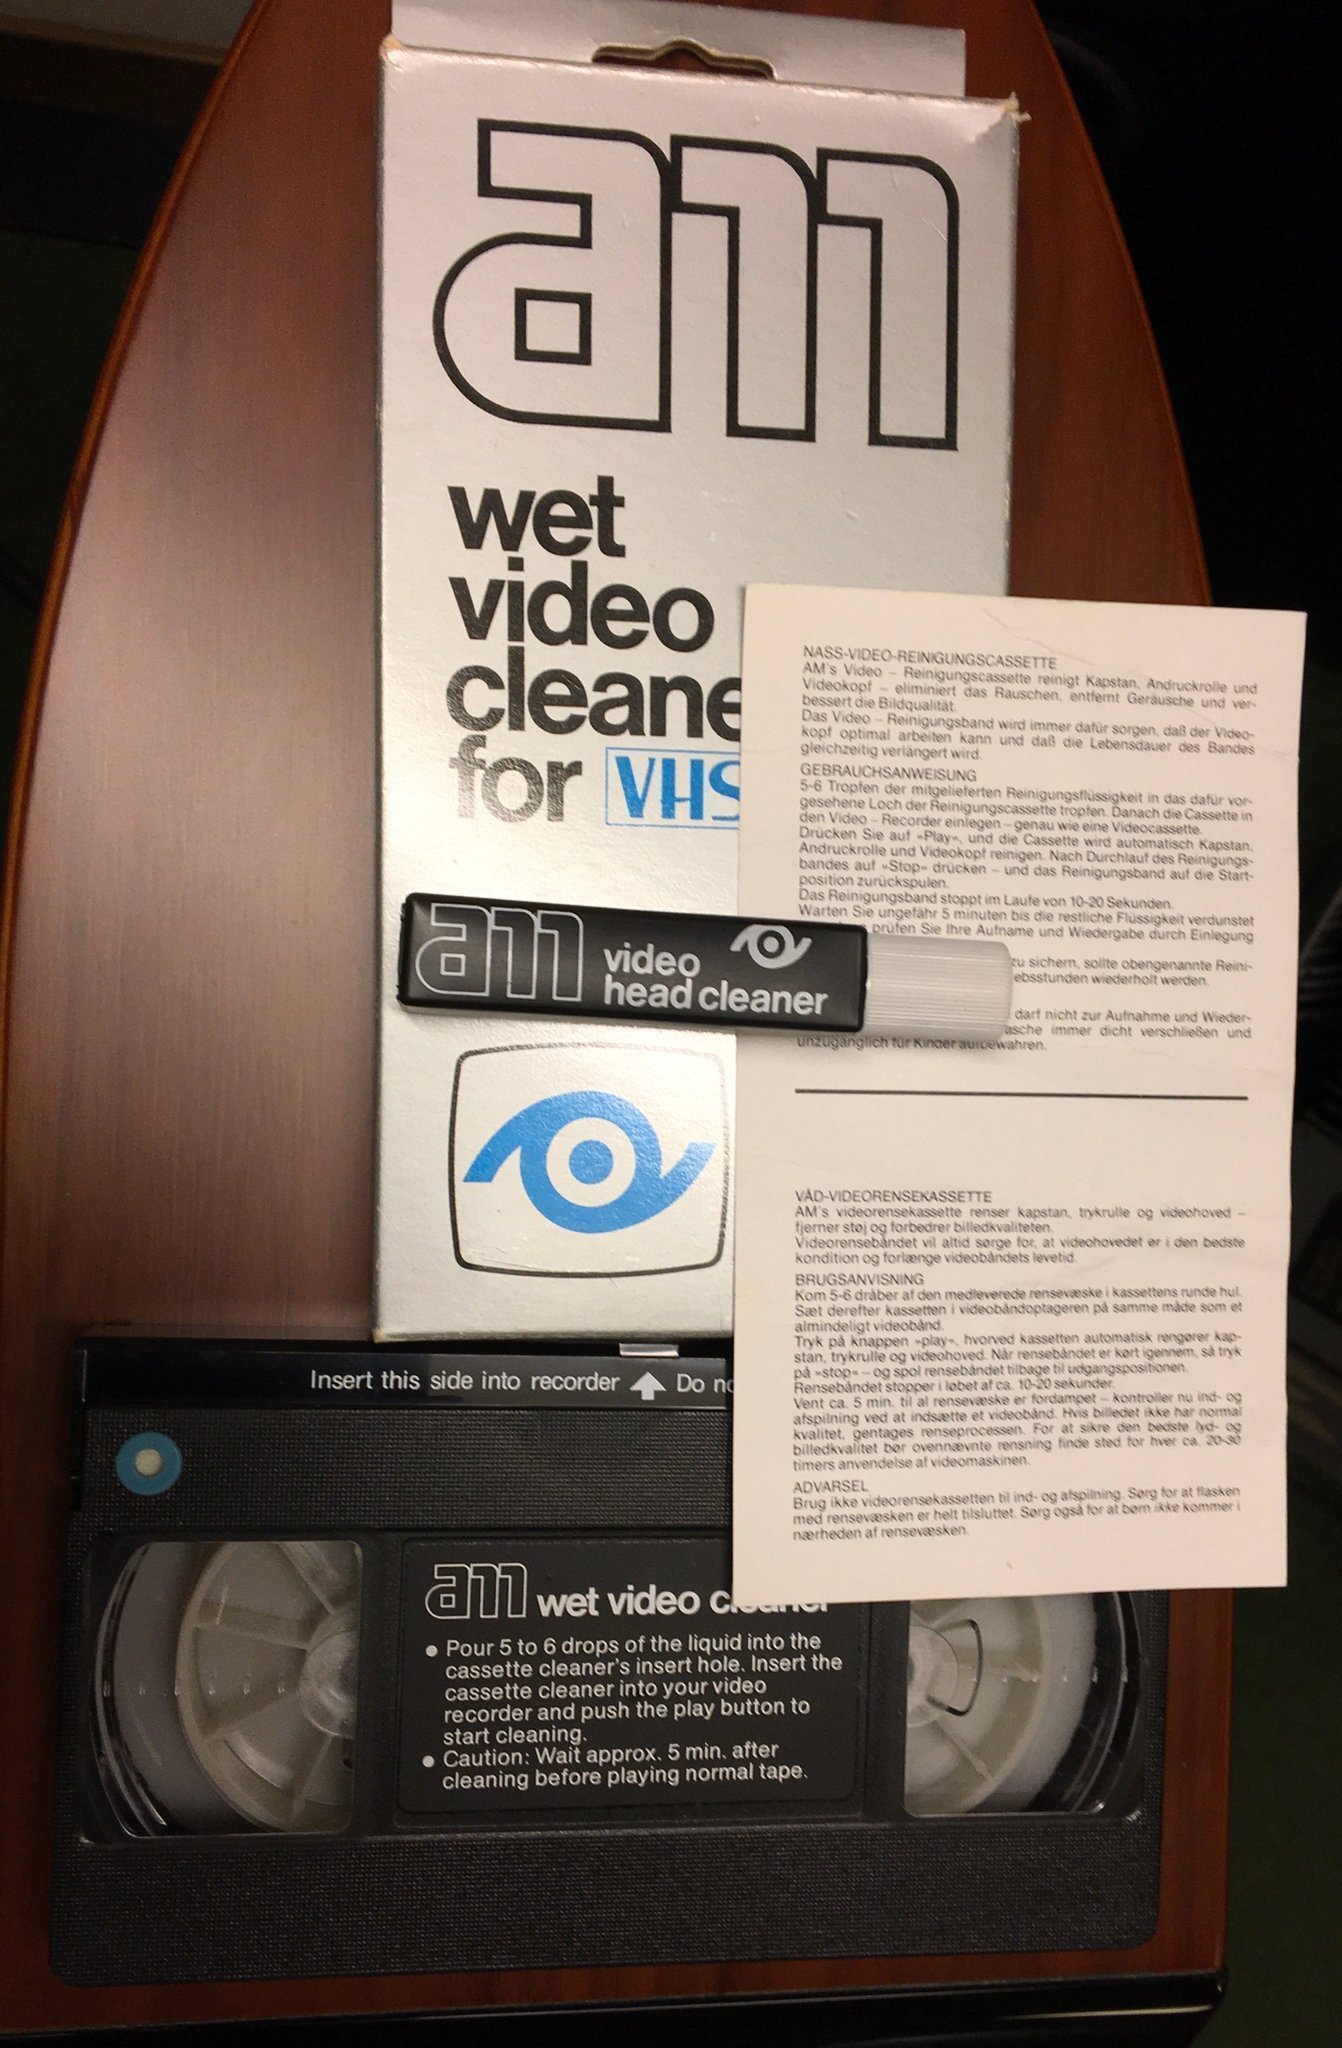 am
wet
video
cleane
for VHS
NASS-VIDEO-REINIGUNGSCASSETTE
AM's Video – Reinigungscassette reinigt Kapstan, Andruckrolle und
Videokopf – eliminiert das Rauschen, entfernt Geräusche und ver-
bessert die Bildqualität.
Das Video – Reinigungsband wird immer dafür sorgen, daß der Video-
kopf optimal arbeiten kann und daß die Lebensdauer des Bandes
gleichzeitig verlängert wird.
GEBRAUCHSANWEISUNG
5-6 Tropfen der mitgelieferten Reinigungsflüssigkeit in das dafür vor-
gesehene Loch der Reinigungscassette tropfen. Danach die Cassette in
den Video – Recorder einlegen – genau wie eine Videocassette.
Drücken Sie auf »Play«, und die Cassette wird automatisch Kapstan,
Andruckrolle und Videokopf reinigen. Nach Durchlauf des Reinigungs-
bandes auf »Stop« drücken – und das Reinigungsband auf die Start-
position zurückspulen.
Das Reinigungsband stoppt im Laufe von 10-20 Sekunden.
Warten Sie ungefähr 5 minuten bis die restliche Flüssigkeit verdunstet
prüfen Sie Ihre Aufname und Wiedergabe durch Einlegung
zu sichern, sollte obengenannte Reini-
ebsstunden wiederholt werden.
darf nicht zur Aufnahme und Wieder-
asche immer dicht verschließen und
unzugänglich für Kinder aufbewahren.
am video
head cleaner
VÅD-VIDEORENSEKASSETTE
AM's videorensekassette renser kapstan, trykrulle og videohoved –
fjerner støj og forbedrer billedkvaliteten.
Videorensebåndet vil altid sørge for, at videohovedet er i den bedste
kondition og forlænge videobåndets levetid.
BRUGSANVISNING
Kom 5-6 dråber af den medleverede rensevæske i kassettens runde hul.
Sæt derefter kassetten i videobåndoptageren på samme måde som et
almindeligt videobånd.
Tryk på knappen »play«, hvorved kassetten automatisk rengører kap-
stan, trykrulle og videohoved. Når rensebåndet er kørt igennem, så tryk
på »stop« – og spol rensebåndet tilbage til udgangspositionen.
Rensebåndet stopper i løbet af ca. 10-20 sekunder.
Vent ca. 5 min. til al rensevæske er fordampet – kontroller nu ind- og
afspilning ved at indsætte et videobånd. Hvis billedet ikke har normal
kvalitet, gentages renseprocessen. For at sikre den bedste lyd- og
billedkvalitet bør ovennævnte rensning finde sted for hver ca. 20-30
timers anvendelse af videomaskinen.
ADVARSEL
Brug ikke videorensekassetten til ind- og afspilning. Sørg for at flasken
med rensevæsken er helt tilsluttet. Sørg også for at børn ikke kommer i
nærheden af rensevæsken.
Insert this side into recorder Do no
am wet video cleaner
• Pour 5 to 6 drops of the liquid into the
cassette cleaner's insert hole. Insert the
cassette cleaner into your video
recorder and push the play button to
start cleaning.
• Caution: Wait approx. 5 min. after
cleaning before playing normal tape.